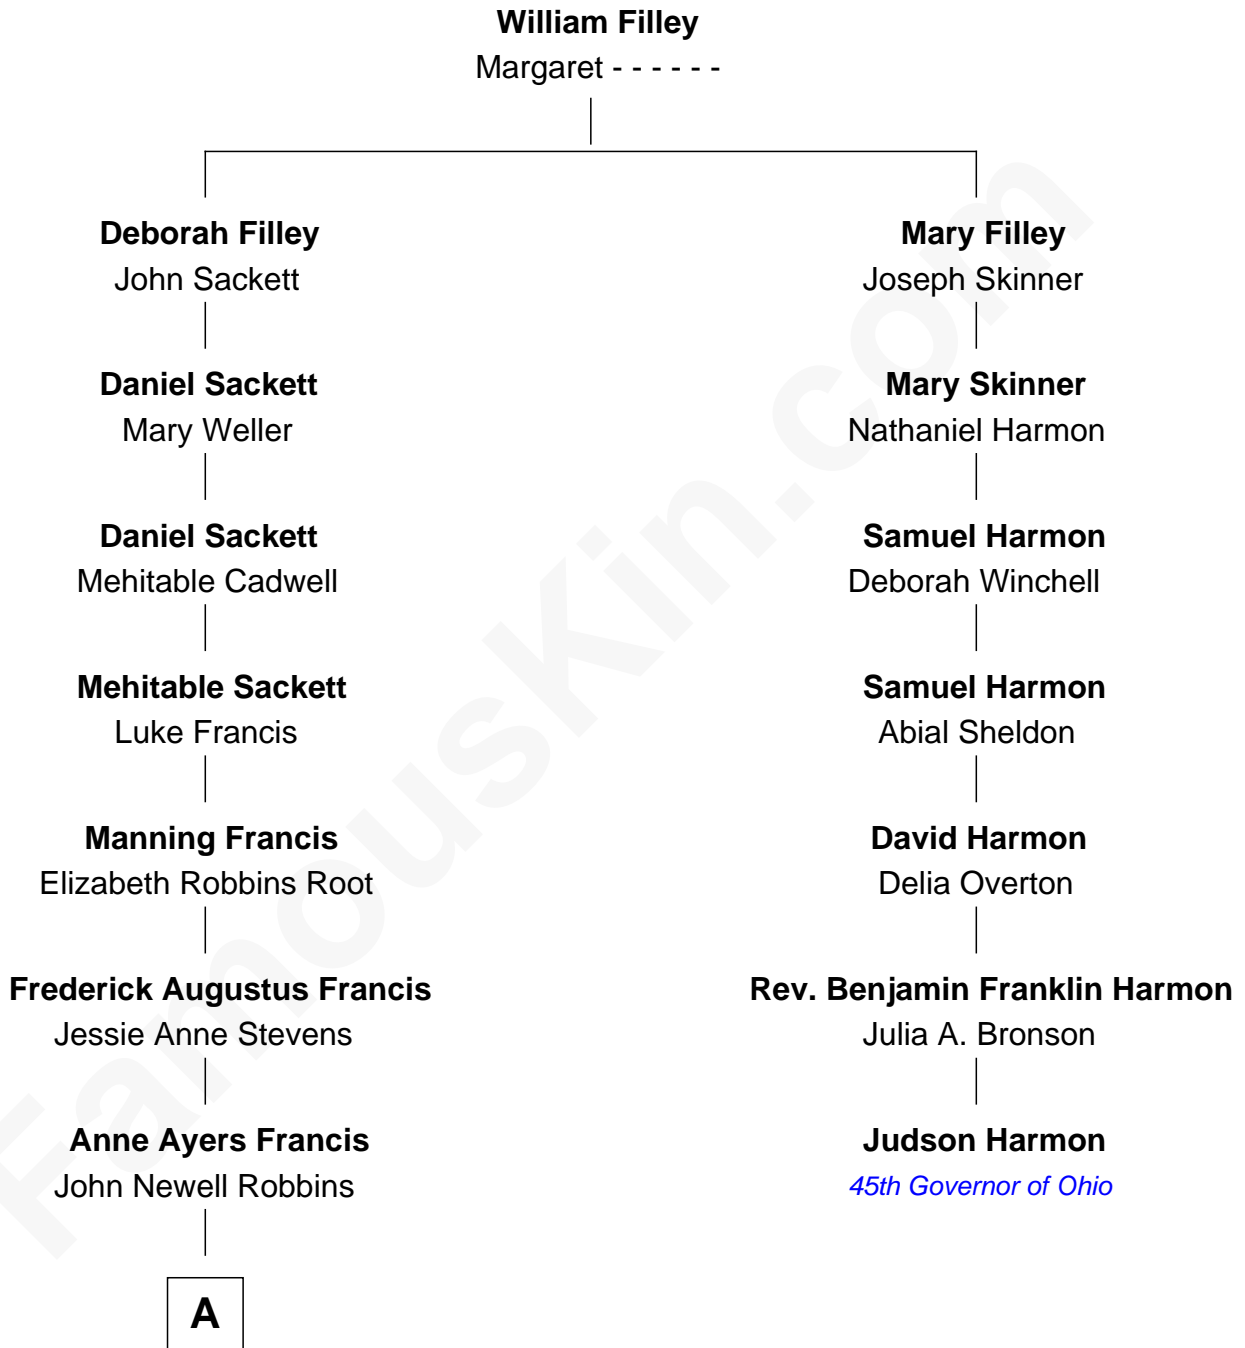 William Filley
Margaret - - - - - -
Deborah Filley
John Sackett
Mary Filley
Joseph Skinner
Daniel Sackett
Mary Weller
Mary Skinner
Nathaniel Harmon
Daniel Sackett
Mehitable Cadwell
Samuel Harmon
Deborah Winchell
Mehitable Sackett
Luke Francis
Samuel Harmon
Abial Sheldon
Manning Francis
Elizabeth Robbins Root
David Harmon
Delia Overton
Frederick Augustus Francis
Jessie Anne Stevens
Rev. Benjamin Franklin Harmon
Julia A. Bronson
Anne Ayers Francis
John Newell Robbins
Judson Harmon
45th Governor of Ohio
A
FamousKin.com